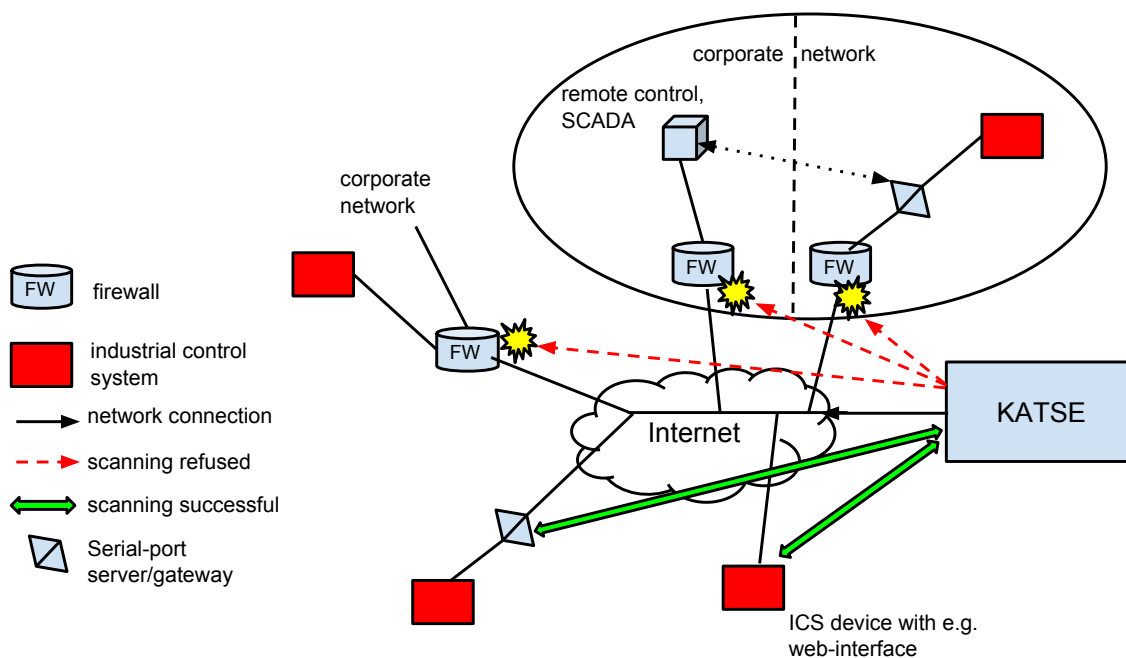 corporate network
remote control,
SCADA
corporate
network
FW
FW
FW
FW
firewall
industrial control
system
network connection
scanning refused
scanning successful
Serial-port
server/gateway
Internet
KATSE
ICS device with e.g.
web-interface